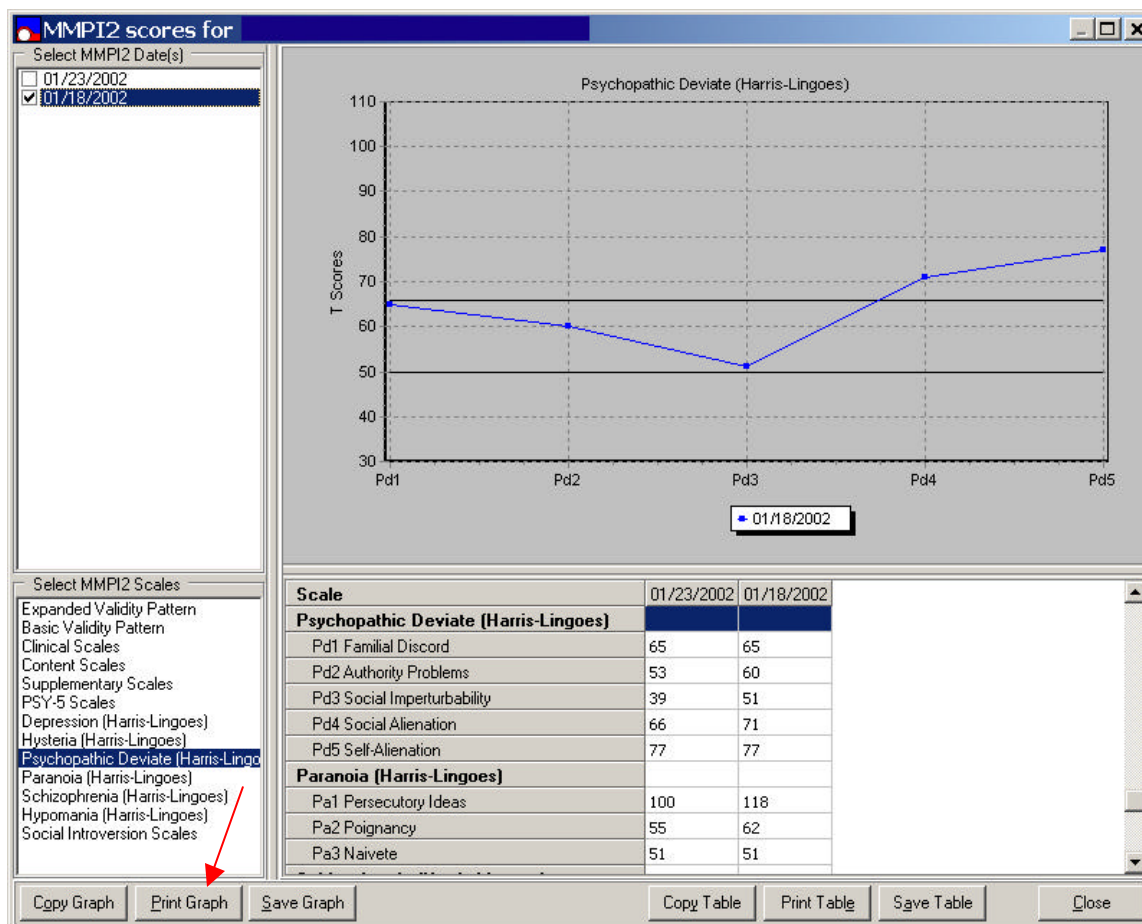 MMPI2 scores for
Select MMPI2 Date(s)
01/23/2002
01/18/2002
Psychopathic Deviate (Harris-Lingoes)
110
100
90
80
70
60
50
40
30
T Scores
Pd1 Pd2 Pd3 Pd4 Pd5
01/18/2002
Select MMPI2 Scales
Expanded Validity Pattern
Basic Validity Pattern
Clinical Scales
Content Scales
Supplementary Scales
PSY-5 Scales
Depression (Harris-Lingoes)
Hysteria (Harris-Lingoes)
Psychopathic Deviate (Harris-Lingo
Paranoia (Harris-Lingoes)
Schizophrenia (Harris-Lingoes)
Hypomania (Harris-Lingoes)
Social Introversion Scales
Scale 01/23/2002 01/18/2002
Psychopathic Deviate (Harris-Lingoes)
Pd1 Familial Discord 65 65
Pd2 Authority Problems 53 60
Pd3 Social Imperturbability 39 51
Pd4 Social Alienation 66 71
Pd5 Self-Alienation 77 77
Paranoia (Harris-Lingoes)
Pa1 Persecutory Ideas 100 118
Pa2 Poignancy 55 62
Pa3 Naivete 51 51
Copy Graph Print Graph Save Graph Copy Table Print Table Save Table Close